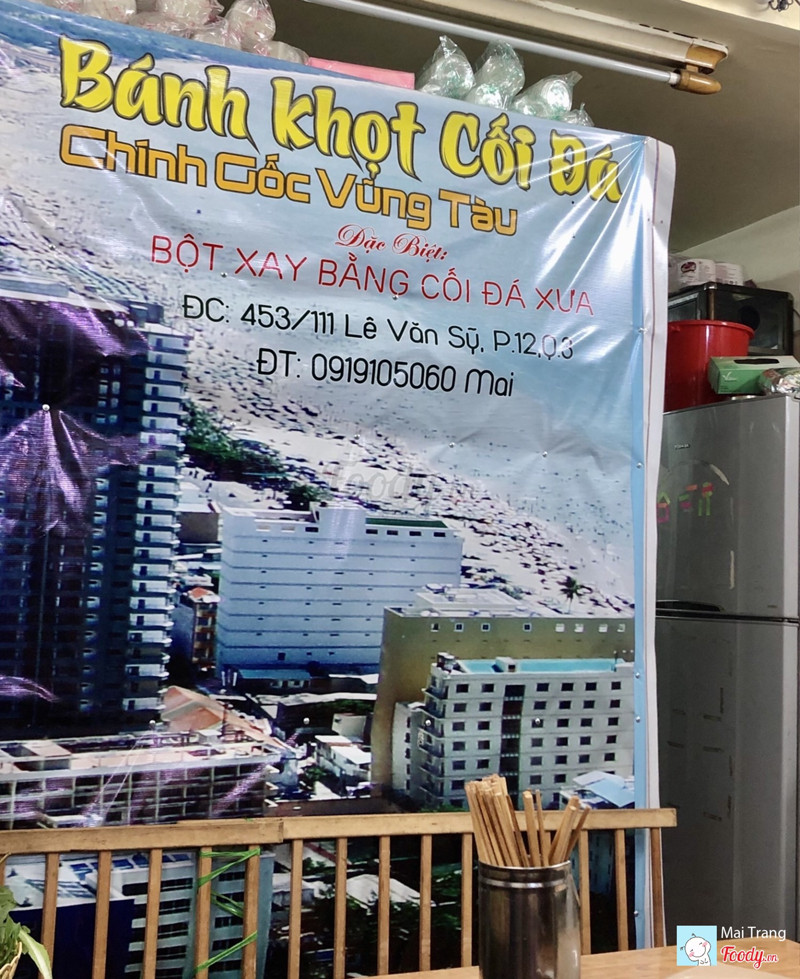 Bánh khọt Cối Đá
Chính Gốc Vũng Tàu
Đặc Biệt:
BỘT XAY BẰNG CỐI ĐÁ XƯA
ĐC: 453/111 Lê Văn Sỹ, P.12,Q.3
ĐT: 0919105060 Mai
foody
Mai Trang
Foody.vn